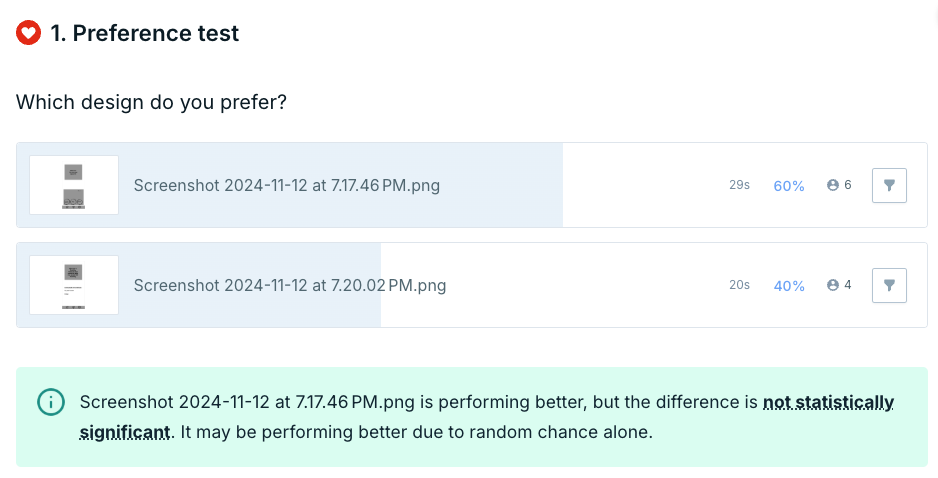 1. Preference test
Which design do you prefer?
Screenshot 2024-11-12 at 7.17.46 PM.png 29s 60% 6
Screenshot 2024-11-12 at 7.20.02 PM.png 20s 40% 4
Screenshot 2024-11-12 at 7.17.46 PM.png is performing better, but the difference is not statistically
significant. It may be performing better due to random chance alone.